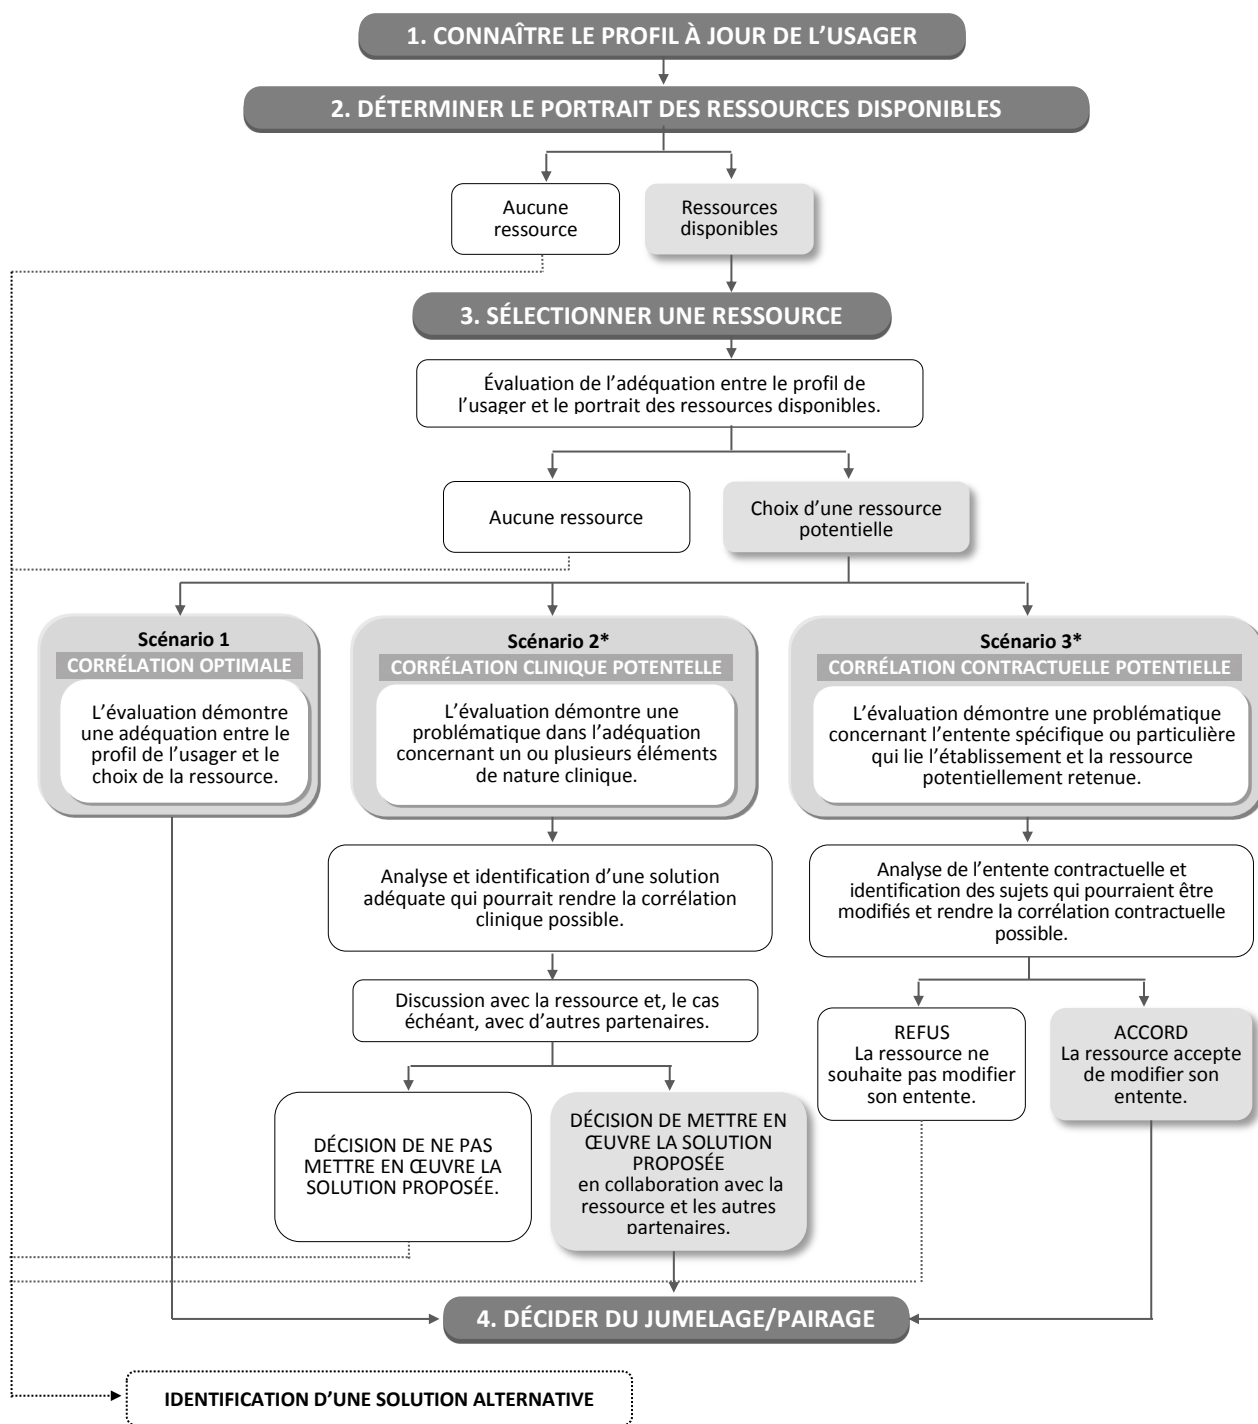 1. CONNAÎTRE LE PROFIL À JOUR DE L’USAGER
2. DÉTERMINER LE PORTRAIT DES RESSOURCES DISPONIBLES
Aucune
ressource
Ressources
disponibles
3. SÉLECTIONNER UNE RESSOURCE
Évaluation de l’adéquation entre le profil de
l’usager et le portrait des ressources disponibles.
Aucune ressource
Choix d’une ressource
potentielle
Scénario 1
CORRÉLATION OPTIMALE
L’évaluation démontre
une adéquation entre le
profil de l’usager et le
choix de la ressource.
Scénario 2*
CORRÉLATION CLINIQUE POTENTELLE
L’évaluation démontre une
problématique dans l’adéquation
concernant un ou plusieurs éléments
de nature clinique.
Scénario 3*
CORRÉLATION CONTRACTUELLE POTENTIELLE
L’évaluation démontre une problématique
concernant l’entente spécifique ou particulière
qui lie l’établissement et la ressource
potentiellement retenue.
Analyse et identification d’une solution
adéquate qui pourrait rendre la corrélation
clinique possible.
Analyse de l’entente contractuelle et
identification des sujets qui pourraient être
modifiés et rendre la corrélation contractuelle
possible.
Discussion avec la ressource et, le cas
échéant, avec d’autres partenaires.
REFUS
La ressource ne
souhaite pas modifier
son entente.
ACCORD
La ressource accepte
de modifier son
entente.
DÉCISION DE NE PAS
METTRE EN ŒUVRE LA
SOLUTION PROPOSÉE.
DÉCISION DE METTRE EN
ŒUVRE LA SOLUTION
PROPOSÉE
en collaboration avec la
ressource et les autres
partenaires.
4. DÉCIDER DU JUMELAGE/PAIRAGE
IDENTIFICATION D’UNE SOLUTION ALTERNATIVE